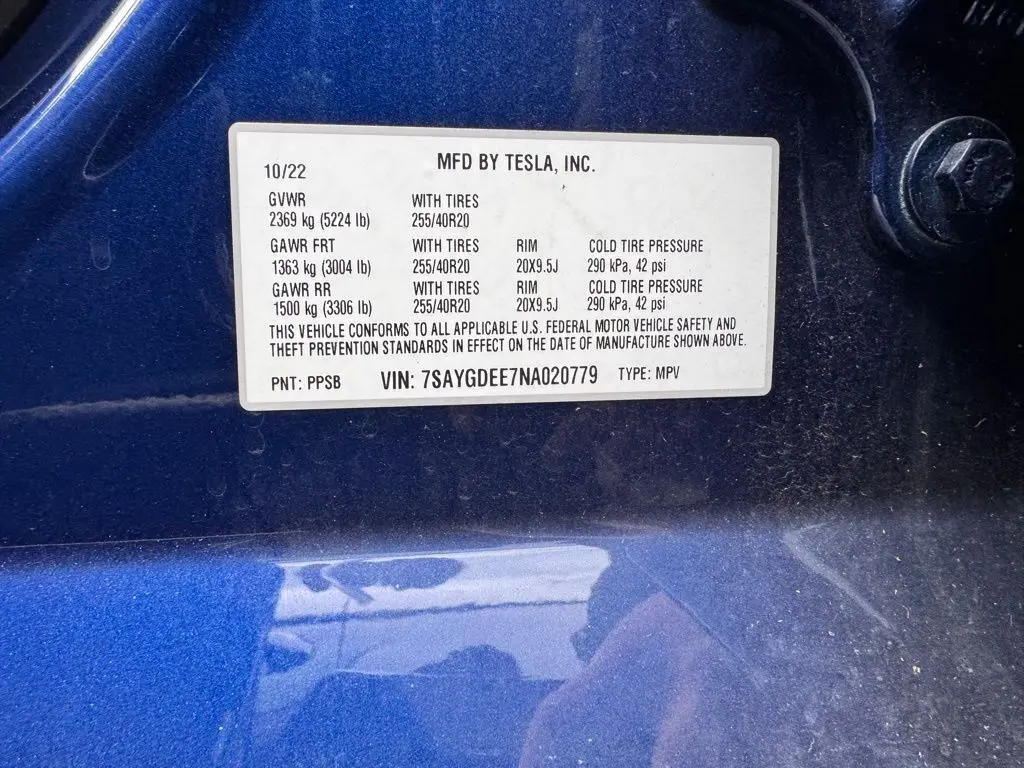 10/22 MFD BY TESLA, INC.
GVWR WITH TIRES
2369 kg (5224 lb) 255/40R20
GAWR FRT WITH TIRES RIM COLD TIRE PRESSURE
1363 kg (3004 lb) 255/40R20 20X9.5J 290 kPa, 42 psi
GAWR RR WITH TIRES RIM COLD TIRE PRESSURE
1500 kg (3306 lb) 255/40R20 20X9.5J 290 kPa, 42 psi
THIS VEHICLE CONFORMS TO ALL APPLICABLE U.S. FEDERAL MOTOR VEHICLE SAFETY AND
THEFT PREVENTION STANDARDS IN EFFECT ON THE DATE OF MANUFACTURE SHOWN ABOVE.
PNT: PPSB VIN: 7SAYGDEE7NA020779 TYPE: MPV